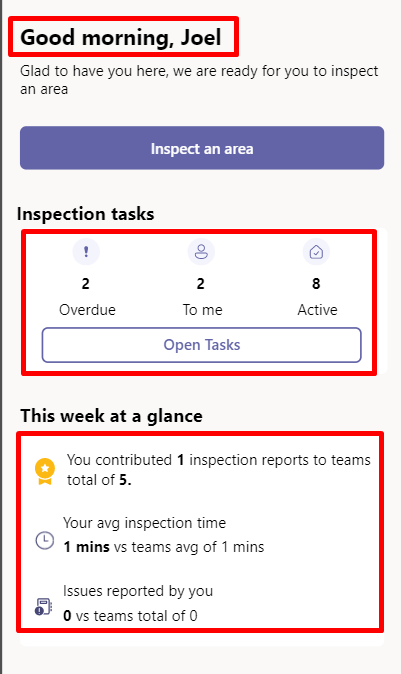 Good morning, Joel
Glad to have you here, we are ready for you to inspect
an area
Inspect an area
Inspection tasks
2 2 8
Overdue To me Active
Open Tasks
This week at a glance
You contributed 1 inspection reports to teams
total of 5.
Your avg inspection time
1 mins vs teams avg of 1 mins
Issues reported by you
0 vs teams total of 0